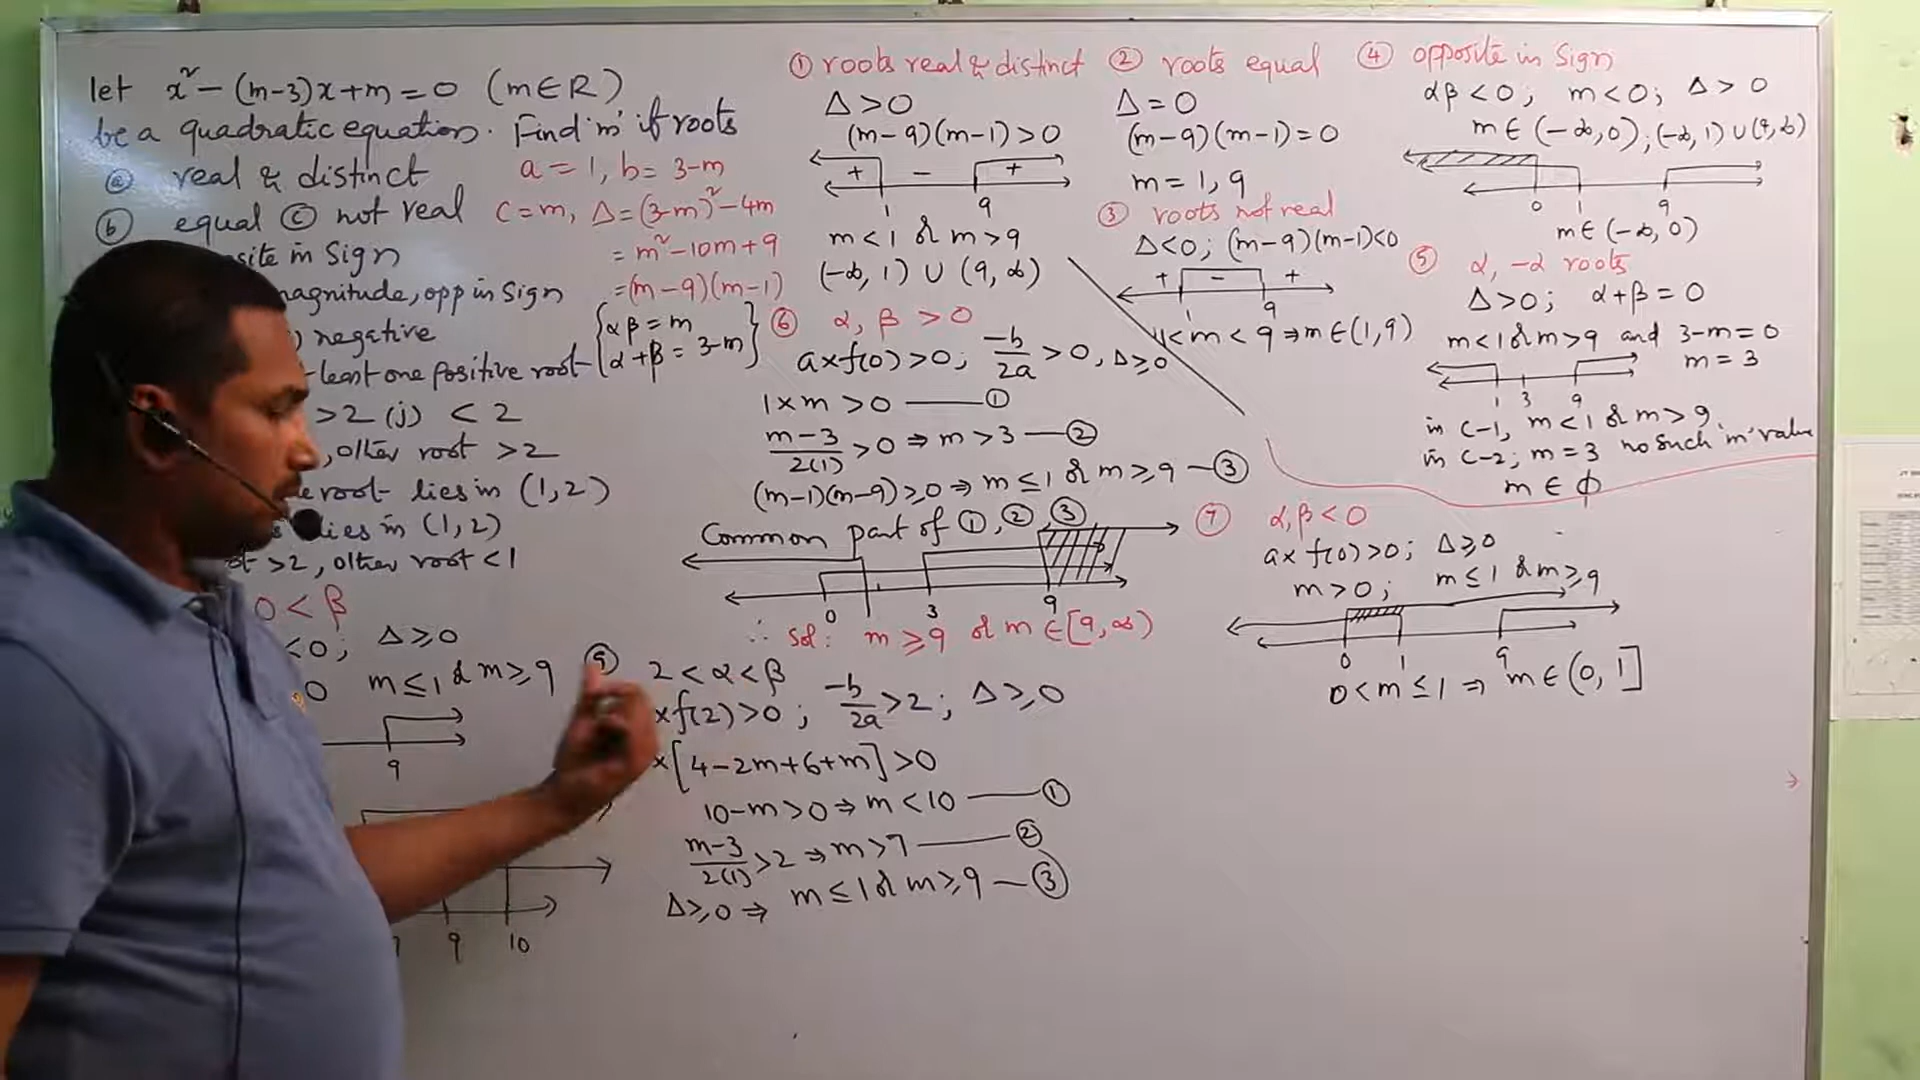 let x² - (m-3)x+m = 0 (m∈R)
be a quadratic equation. Find 'm' if roots
ⓐ real & distinct
ⓑ equal ⓒ not real
site in Sign
magnitude, opp in Sign
) negative
least one positive root
>2 (j) < 2
, other root >2
root lies in (1,2)
lies in (1,2)
>2, other root <1
a = 1, b = 3-m
c = m, Δ = (3-m)² - 4m
= m² - 10m + 9
= (m-9)(m-1)
αβ = m
α+β = 3-m
0 < β
<0; Δ ≥ 0
0 m ≤ 1 & m ≥ 9
9
9 10
① roots real & distinct
Δ > 0
(m-9)(m-1) > 0
+ - +
1 9
m < 1 or m > 9
(-∞, 1) ∪ (9, ∞)
② roots equal
Δ = 0
(m-9)(m-1) = 0
m = 1, 9
③ roots not real
Δ<0; (m-9)(m-1)<0
+ - +
1 9
1 < m < 9 ⇒ m ∈ (1,9)
④ opposite in Sign
αβ < 0; m < 0; Δ > 0
m ∈ (-∞, 0); (-∞, 1) ∪ (9, ∞)
0 1 9
m ∈ (-∞, 0)
⑤ α, -α roots
Δ > 0; α+β = 0
m < 1 or m > 9 and 3-m = 0
m = 3
1 3 9
in C-1, m < 1 or m > 9
in C-2; m = 3 no such 'm' value
m ∈ ϕ
⑥ α, β > 0
a×f(0) > 0; -b/2a > 0, Δ ≥ 0
1×m > 0 — ①
m-3/2(1) > 0 ⇒ m > 3 — ②
(m-1)(m-9) ≥ 0 ⇒ m ≤ 1 or m ≥ 9 — ③
Common part of ①, ②, ③
0 3 9
∴ Sol: m ≥ 9 or m ∈ [9, ∞)
⑦ α, β < 0
a× f(0) > 0; Δ ≥ 0
m > 0; m ≤ 1 & m ≥ 9
0 1 9
0 < m ≤ 1 ⇒ m ∈ (0, 1]
⑨ 2 < α < β
×f(2) > 0; -b/2a > 2; Δ ≥ 0
×[4-2m+6+m] > 0
10-m > 0 ⇒ m < 10 — ①
m-3/2(1) > 2 ⇒ m > 7 — ②
Δ ≥ 0 ⇒ m ≤ 1 or m ≥ 9 — ③